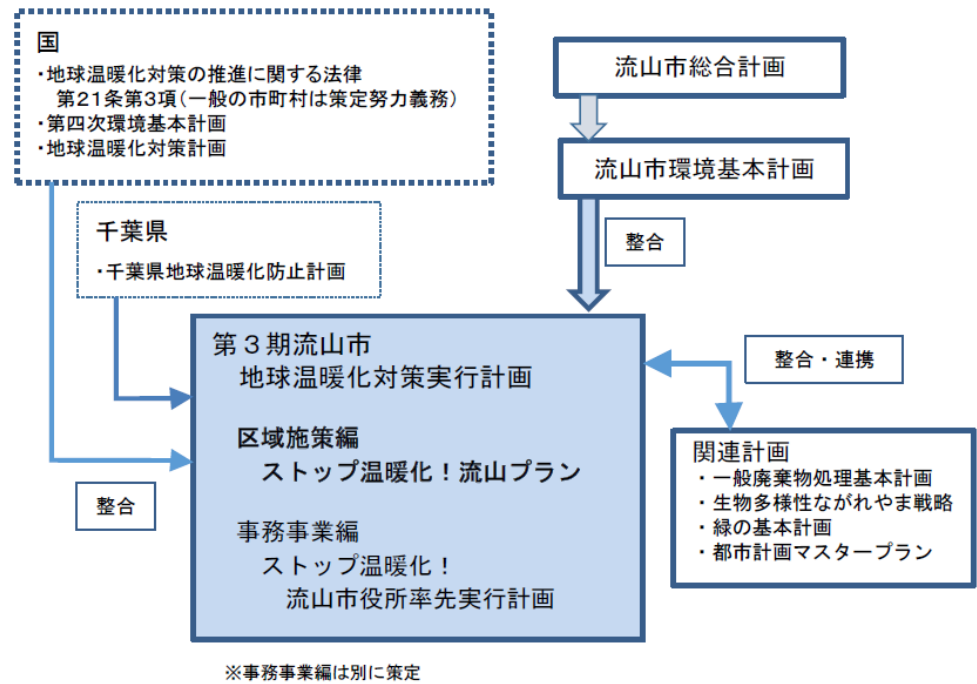 国
・地球温暖化対策の推進に関する法律
第21条第3項（一般の市町村は策定努力義務）
・第四次環境基本計画
・地球温暖化対策計画
流山市総合計画
流山市環境基本計画
整合
千葉県
・千葉県地球温暖化防止計画
第３期流山市
地球温暖化対策実行計画
区域施策編
ストップ温暖化！流山プラン
事務事業編
ストップ温暖化！
流山市役所率先実行計画
整合
整合・連携
関連計画
・一般廃棄物処理基本計画
・生物多様性ながれやま戦略
・緑の基本計画
・都市計画マスタープラン
※事務事業編は別に策定